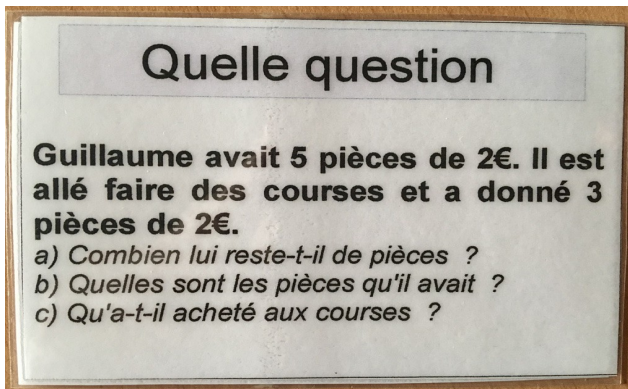 Quelle question
Guillaume avait 5 pièces de 2€. Il est
allé faire des courses et a donné 3
pièces de 2€.
a) Combien lui reste-t-il de pièces ?
b) Quelles sont les pièces qu'il avait ?
c) Qu'a-t-il acheté aux courses ?